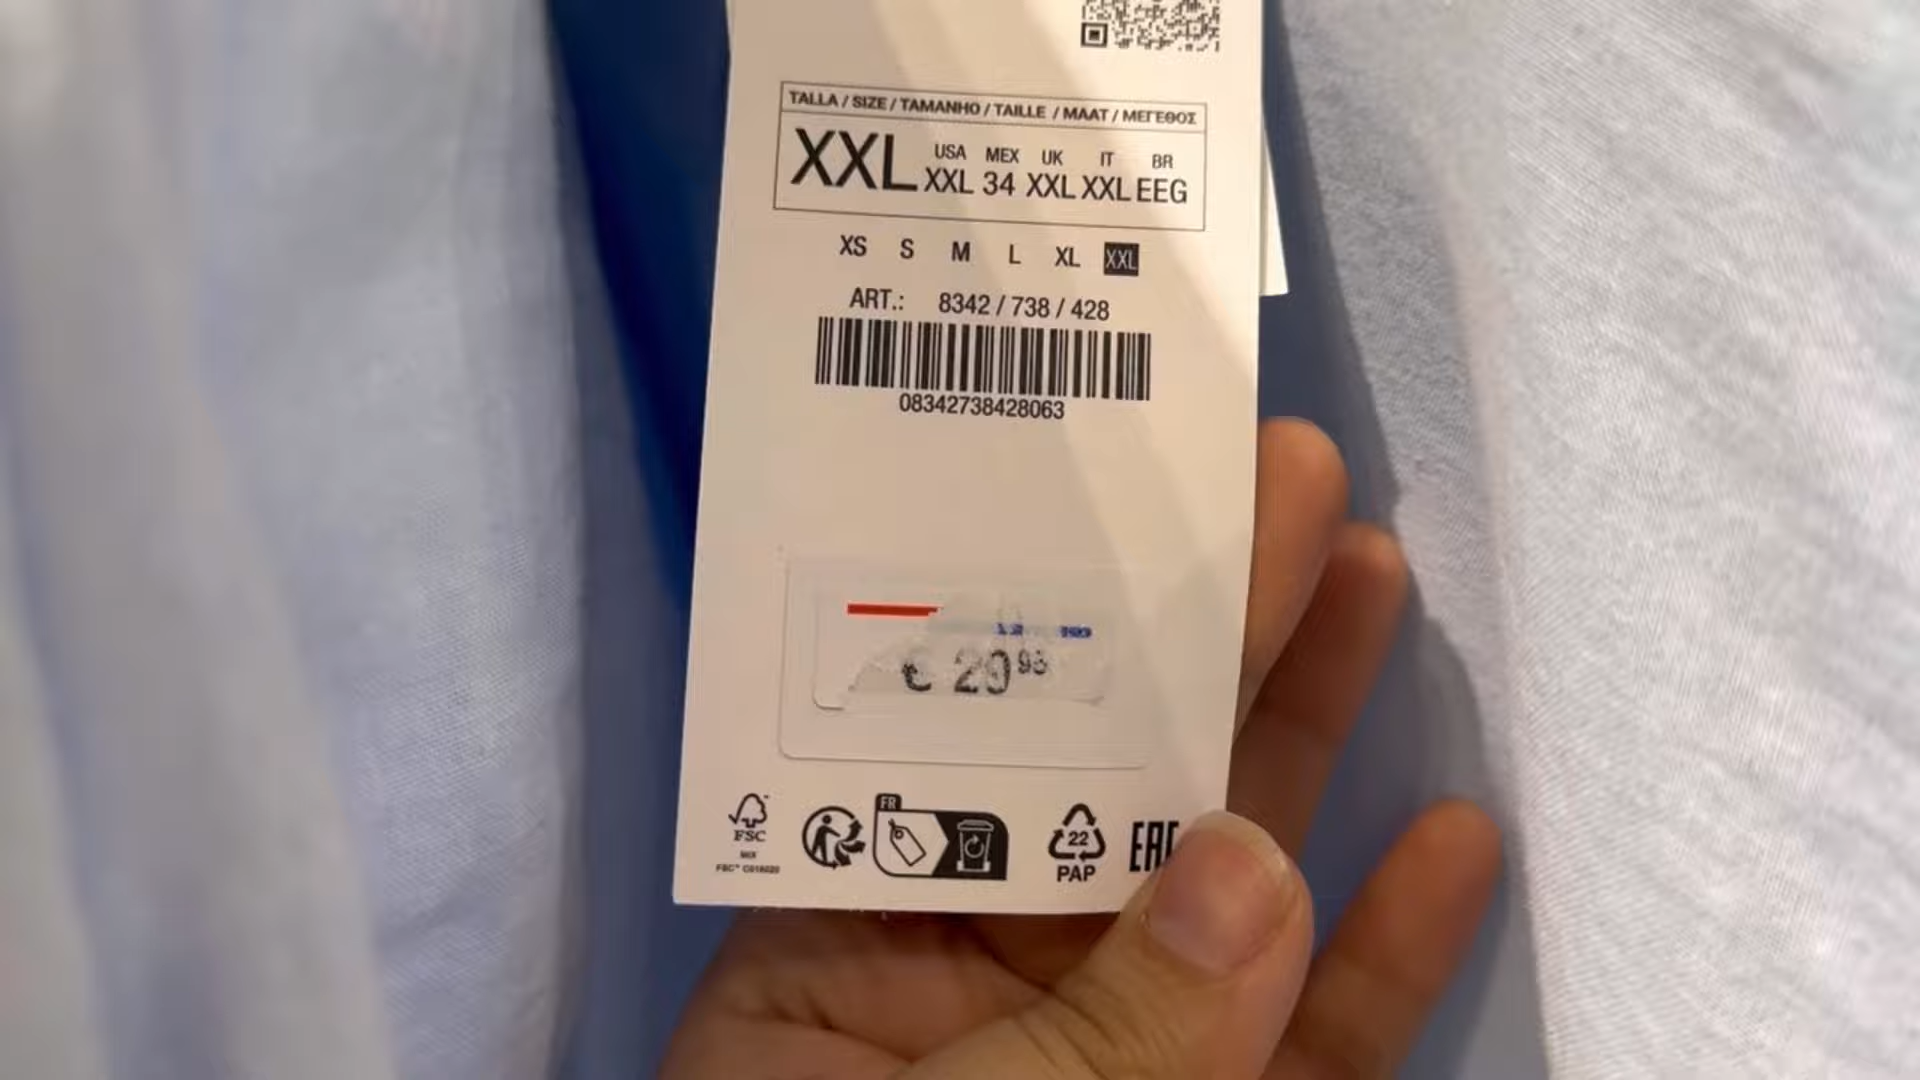 TALLA / SIZE / TAMANHO / TAILLE / MAAT / ΜΕΓΕΘΟΣ
XXL
USA MEX UK IT BR
XXL 34 XXL XXL EEG
XS S M L XL XXL
ART.: 8342 / 738 / 428
08342738428063
€ 29
FR
FSC
22
PAP
EAC
MIX